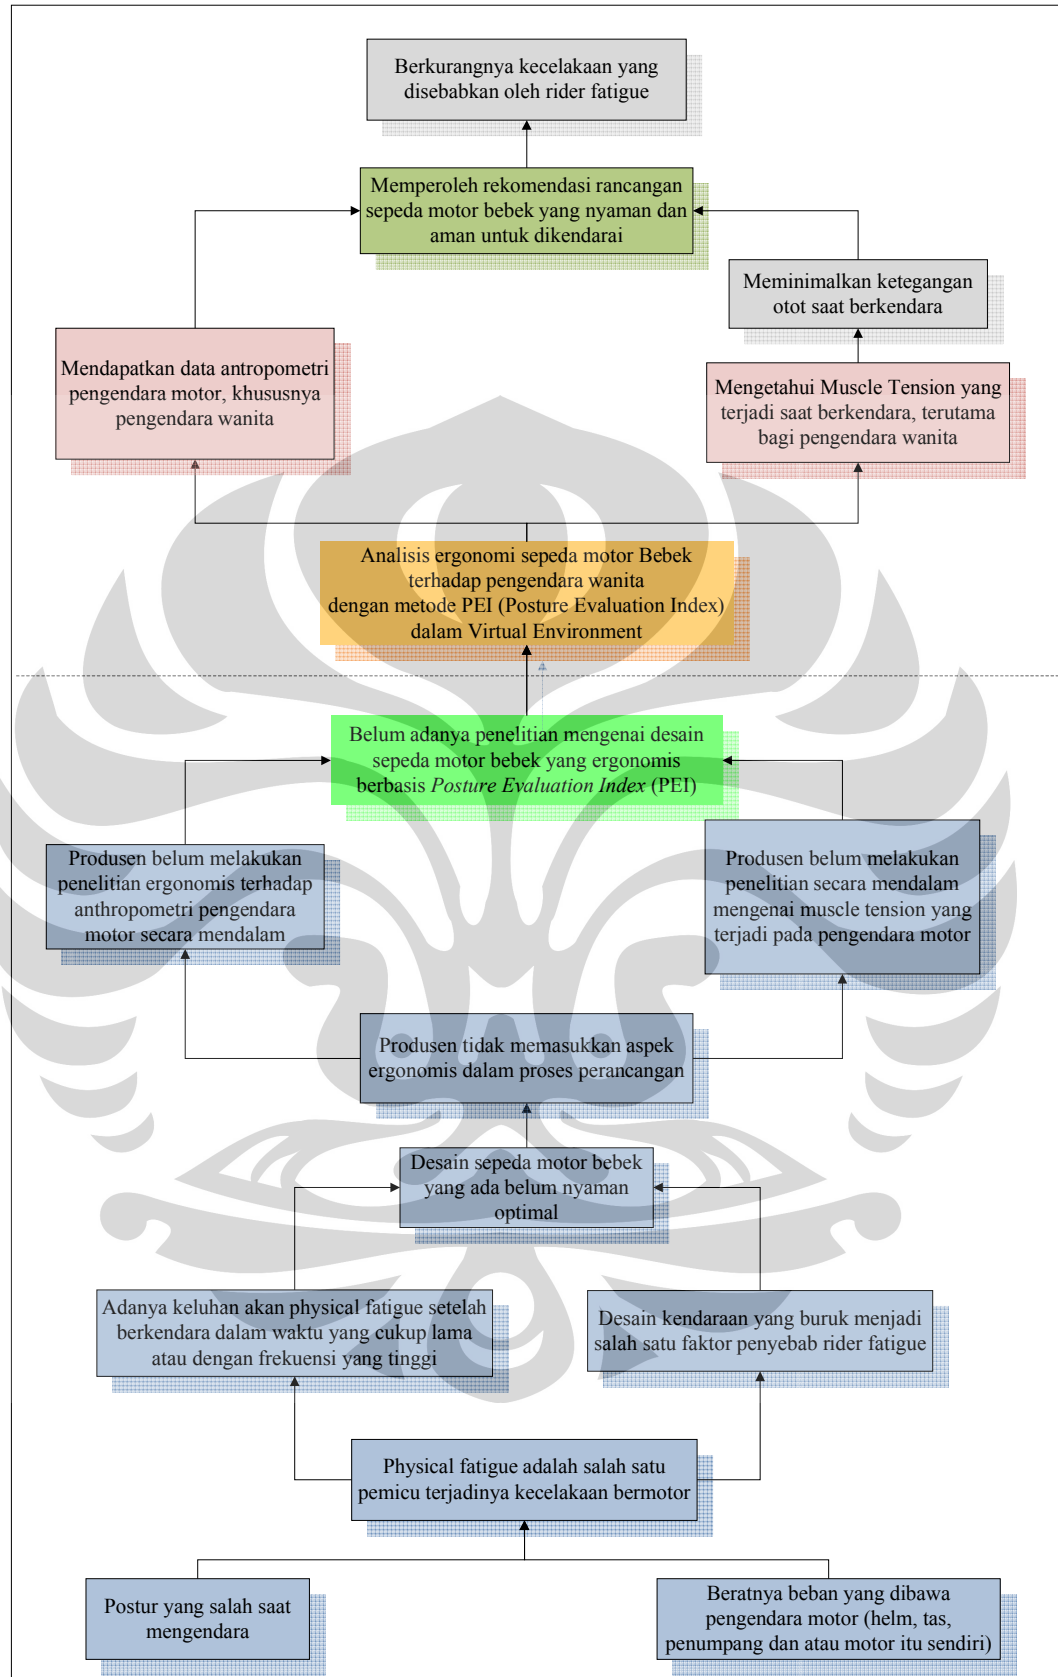 Berkurangnya kecelakaan yang
disebabkan oleh rider fatigue
Memperoleh rekomendasi rancangan
sepeda motor bebek yang nyaman dan
aman untuk dikendarai
Meminimalkan ketegangan
otot saat berkendara
Mendapatkan data antropometri
pengendara motor, khususnya
pengendara wanita
Mengetahui Muscle Tension yang
terjadi saat berkendara, terutama
bagi pengendara wanita
Analisis ergonomi sepeda motor Bebek
terhadap pengendara wanita
dengan metode PEI (Posture Evaluation Index)
dalam Virtual Environment
Belum adanya penelitian mengenai desain
sepeda motor bebek yang ergonomis
berbasis Posture Evaluation Index (PEI)
Produsen belum melakukan
penelitian ergonomis terhadap
anthropometri pengendara
motor secara mendalam
Produsen belum melakukan
penelitian secara mendalam
mengenai muscle tension yang
terjadi pada pengendara motor
Produsen tidak memasukkan aspek
ergonomis dalam proses perancangan
Desain sepeda motor bebek
yang ada belum nyaman
optimal
Adanya keluhan akan physical fatigue setelah
berkendara dalam waktu yang cukup lama
atau dengan frekuensi yang tinggi
Desain kendaraan yang buruk menjadi
salah satu faktor penyebab rider fatigue
Physical fatigue adalah salah satu
pemicu terjadinya kecelakaan bermotor
Postur yang salah saat
mengendara
Beratnya beban yang dibawa
pengendara motor (helm, tas,
penumpang dan atau motor itu sendiri)